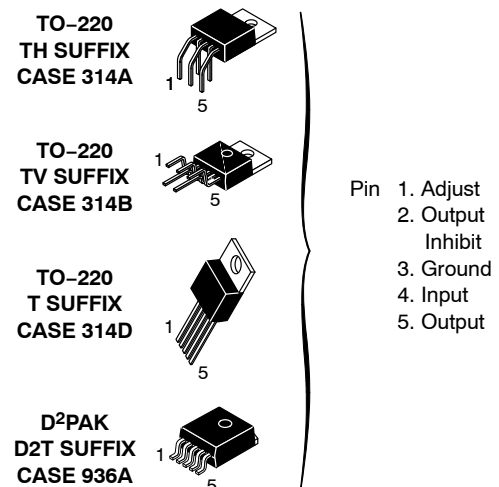 TO−220
TH SUFFIX
CASE 314A
1
5
TO−220
TV SUFFIX
CASE 314B
1
5
TO−220
T SUFFIX
CASE 314D
1
5
D²PAK
D2T SUFFIX
CASE 936A
1
5
Pin 1. Adjust
2. Output
Inhibit
3. Ground
4. Input
5. Output